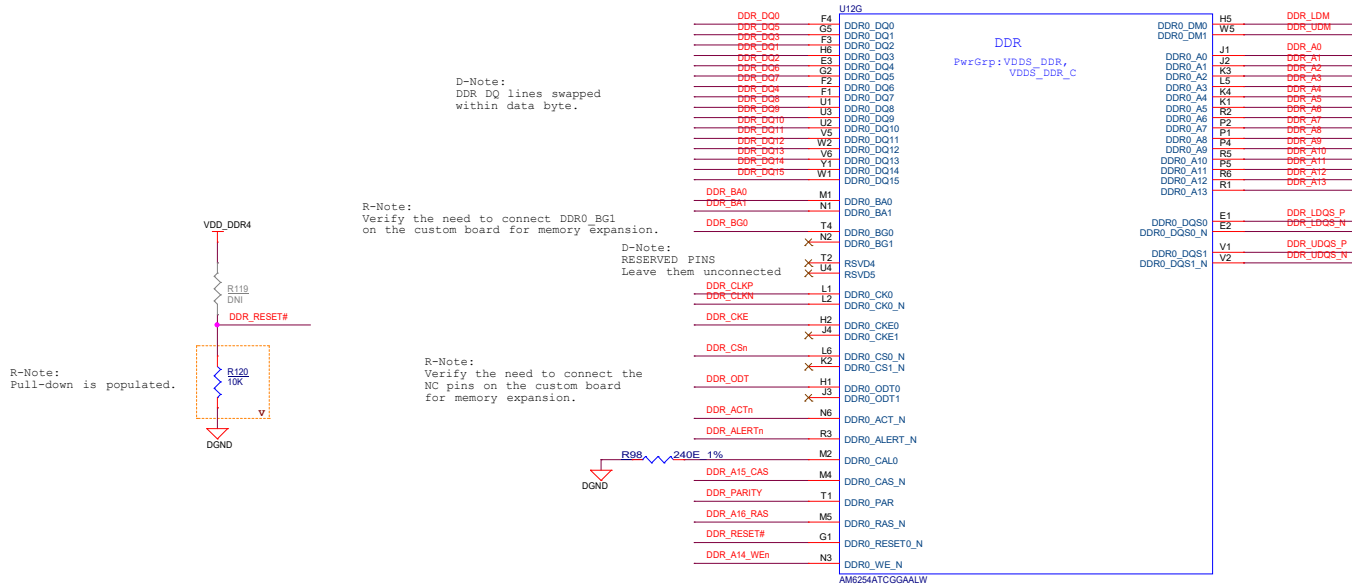 U12G
DDR_DQ0 F4 DDR0_DQ0
DDR_DQ5 G5 DDR0_DQ1
DDR_DQ3 F3 DDR0_DQ2
DDR_DQ1 H6 DDR0_DQ3
DDR_DQ2 E3 DDR0_DQ4
DDR_DQ6 G2 DDR0_DQ5
DDR_DQ7 F2 DDR0_DQ6
DDR_DQ4 F1 DDR0_DQ7
DDR_DQ8 U1 DDR0_DQ8
DDR_DQ9 U3 DDR0_DQ9
DDR_DQ10 U2 DDR0_DQ10
DDR_DQ11 V5 DDR0_DQ11
DDR_DQ12 W2 DDR0_DQ12
DDR_DQ13 V6 DDR0_DQ13
DDR_DQ14 Y1 DDR0_DQ14
DDR_DQ15 W1 DDR0_DQ15
DDR_BA0 M1 DDR0_BA0
DDR_BA1 N1 DDR0_BA1
DDR_BG0 T4 DDR0_BG0
N2 DDR0_BG1
T2 RSVD4
U4 RSVD5
DDR_CLKP L1 DDR0_CK0
DDR_CLKN L2 DDR0_CK0_N
DDR_CKE H2 DDR0_CKE0
J4 DDR0_CKE1
DDR_CSn L6 DDR0_CS0_N
K2 DDR0_CS1_N
DDR_ODT H1 DDR0_ODT0
J3 DDR0_ODT1
DDR_ACTn N6 DDR0_ACT_N
DDR_ALERTn R3 DDR0_ALERT_N
DGND R98 240E 1% M2 DDR0_CAL0
DDR_A15_CAS M4 DDR0_CAS_N
DDR_PARITY T1 DDR0_PAR
DDR_A16_RAS M5 DDR0_RAS_N
DDR_RESET# G1 DDR0_RESET0_N
DDR_A14_WEn N3 DDR0_WE_N
AM6254ATCGGAALW
DDR
PwrGrp:VDDS_DDR,
VDDS_DDR_C
DDR0_DM0 H5 DDR_LDM
DDR0_DM1 W5 DDR_UDM
DDR0_A0 J1 DDR_A0
DDR0_A1 J2 DDR_A1
DDR0_A2 K3 DDR_A2
DDR0_A3 L5 DDR_A3
DDR0_A4 K4 DDR_A4
DDR0_A5 K1 DDR_A5
DDR0_A6 R2 DDR_A6
DDR0_A7 P2 DDR_A7
DDR0_A8 P1 DDR_A8
DDR0_A9 P4 DDR_A9
DDR0_A10 R5 DDR_A10
DDR0_A11 P5 DDR_A11
DDR0_A12 R6 DDR_A12
DDR0_A13 R1 DDR_A13
DDR0_DQS0 E1 DDR_LDQS_P
DDR0_DQS0_N E2 DDR_LDQS_N
DDR0_DQS1 V1 DDR_UDQS_P
DDR0_DQS1_N V2 DDR_UDQS_N
D-Note:
DDR DQ lines swapped
within data byte.
R-Note:
Verify the need to connect DDR0_BG1
on the custom board for memory expansion.
D-Note:
RESERVED PINS
Leave them unconnected
R-Note:
Verify the need to connect the
NC pins on the custom board
for memory expansion.
VDD_DDR4
R119
DNI
DDR_RESET#
R120
10K
V
DGND
R-Note:
Pull-down is populated.